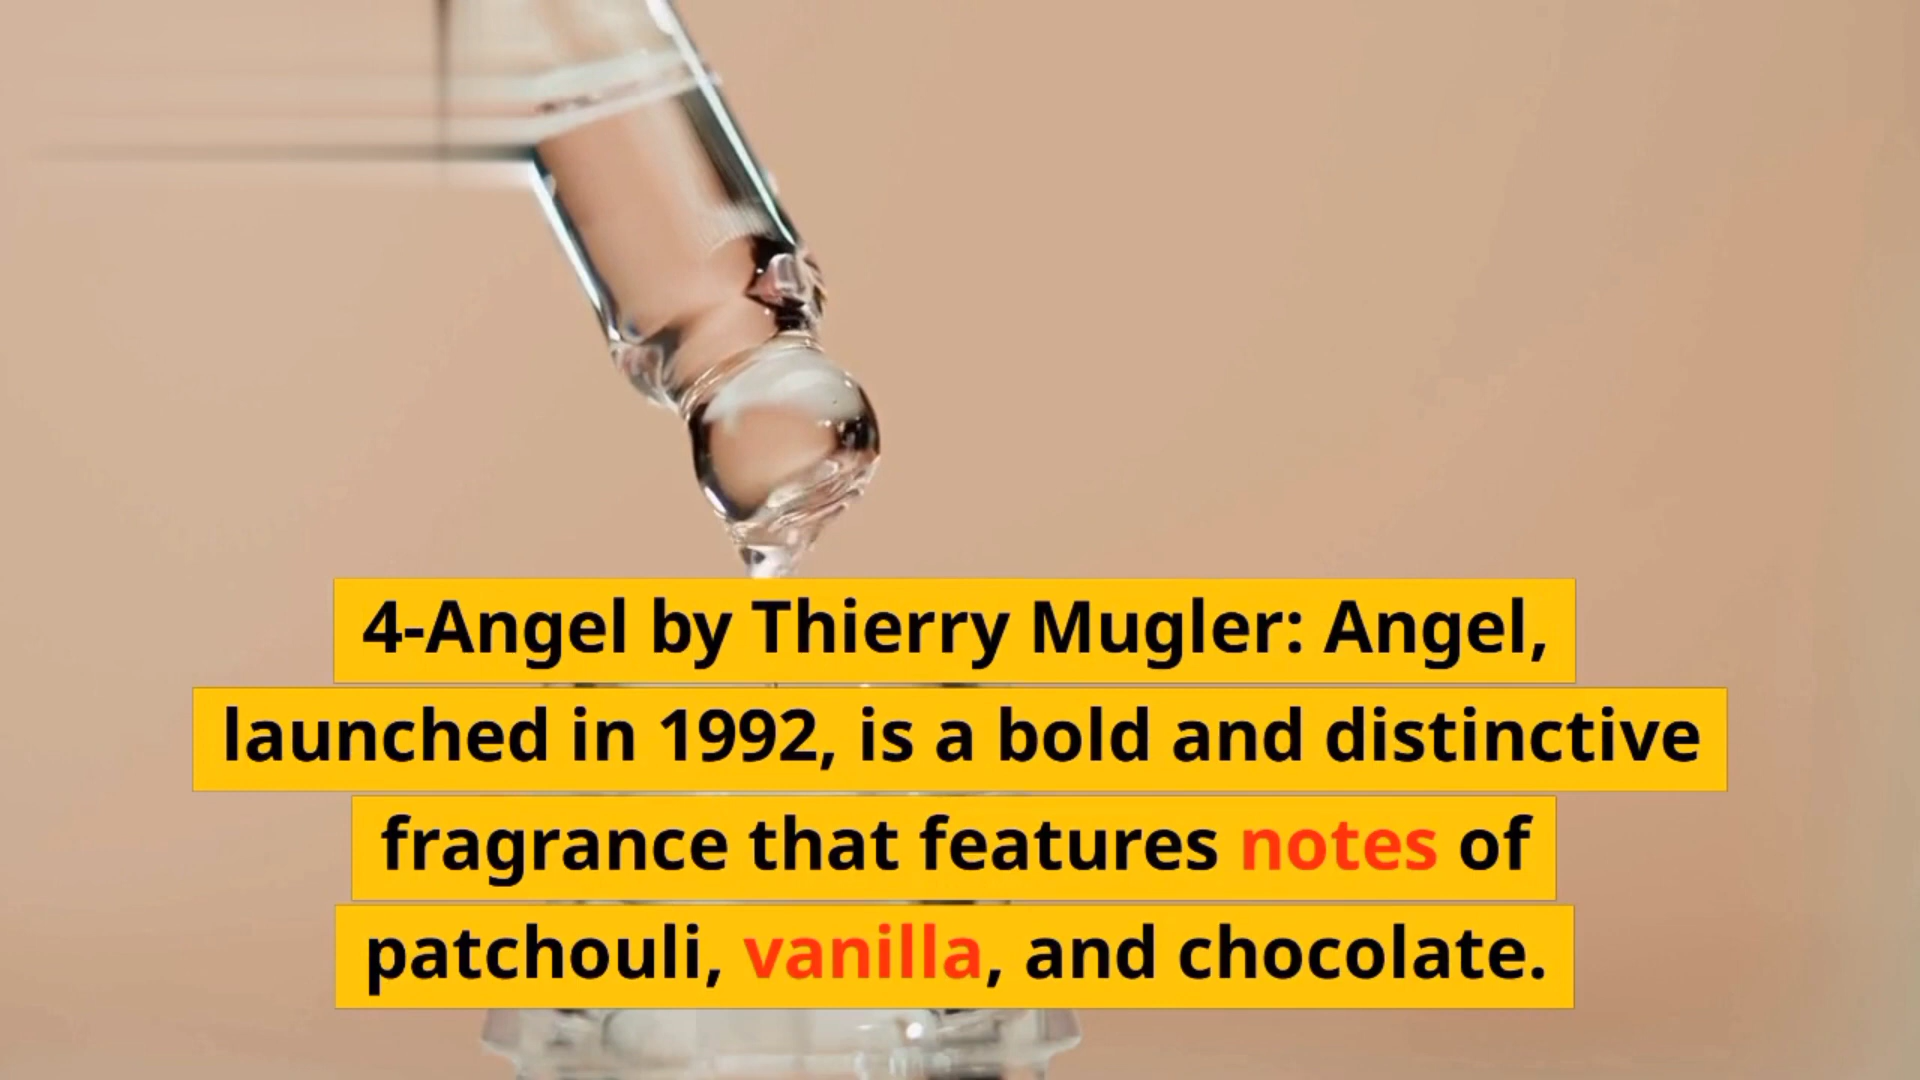 4-Angel by Thierry Mugler: Angel,
launched in 1992, is a bold and distinctive
fragrance that features notes of
patchouli, vanilla, and chocolate.